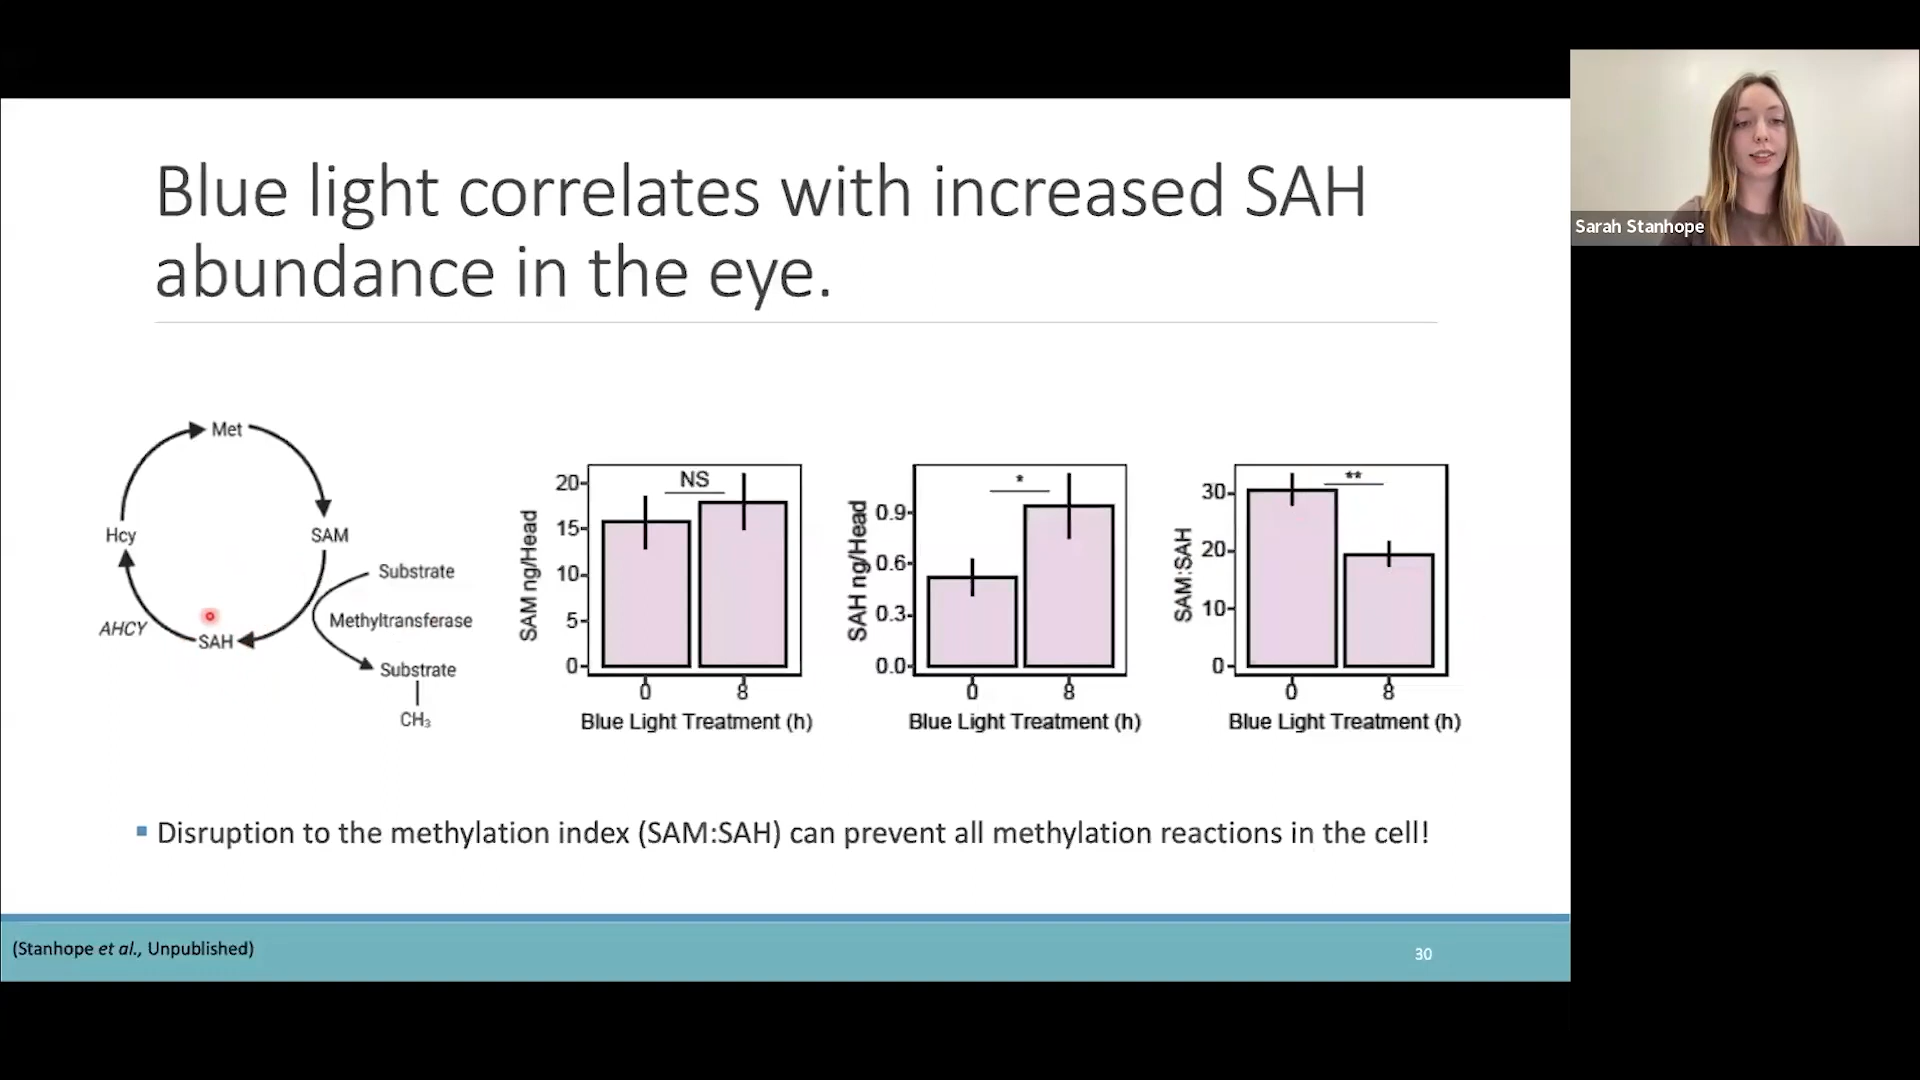 Blue light correlates with increased SAH
abundance in the eye.
Sarah Stanhope
Met
Hcy
SAM
AHCY
SAH
Substrate
Methyltransferase
Substrate
CH₃
SAM ng/Head
20
15
10
5
0
NS
0
8
Blue Light Treatment (h)
SAH ng/Head
0.9
0.6
0.3
0.0
*
0
8
Blue Light Treatment (h)
SAM:SAH
30
20
10
0
**
0
8
Blue Light Treatment (h)
▪ Disruption to the methylation index (SAM:SAH) can prevent all methylation reactions in the cell!
(Stanhope et al., Unpublished)
30